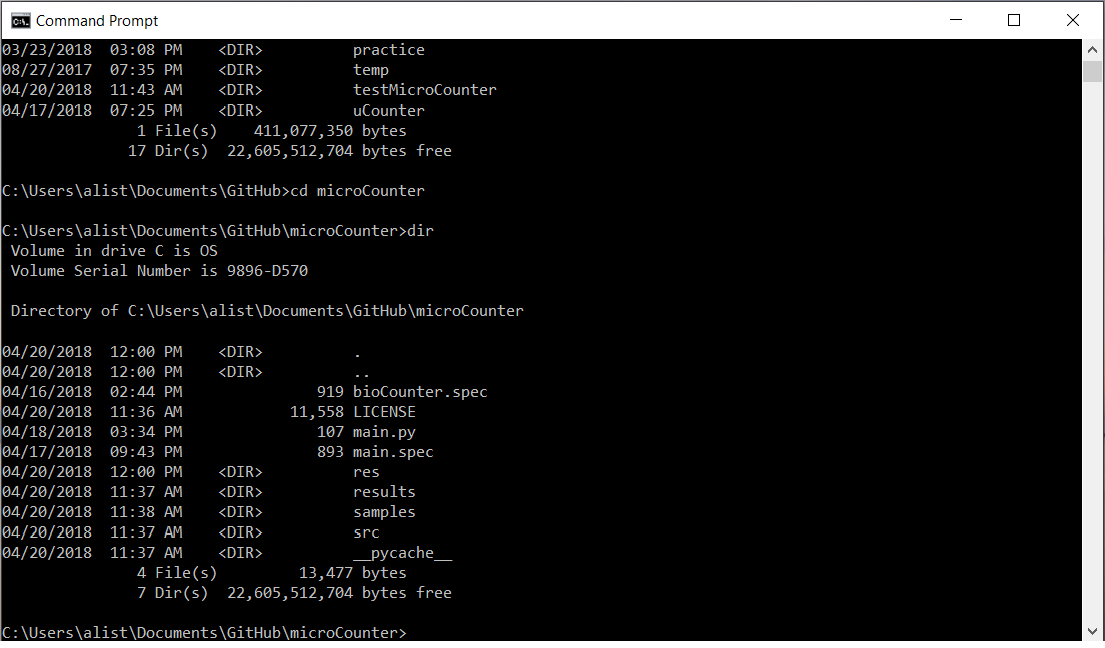 Command Prompt
03/23/2018  03:08 PM    <DIR>          practice
08/27/2017  07:35 PM    <DIR>          temp
04/20/2018  11:43 AM    <DIR>          testMicroCounter
04/17/2018  07:25 PM    <DIR>          uCounter
               1 File(s)    411,077,350 bytes
              17 Dir(s)  22,605,512,704 bytes free
C:\Users\alist\Documents\GitHub>cd microCounter
C:\Users\alist\Documents\GitHub\microCounter>dir
 Volume in drive C is OS
 Volume Serial Number is 9896-D570
 Directory of C:\Users\alist\Documents\GitHub\microCounter
04/20/2018  12:00 PM    <DIR>          .
04/20/2018  12:00 PM    <DIR>          ..
04/16/2018  02:44 PM               919 bioCounter.spec
04/20/2018  11:36 AM            11,558 LICENSE
04/18/2018  03:34 PM               107 main.py
04/17/2018  09:43 PM               893 main.spec
04/20/2018  12:00 PM    <DIR>          res
04/20/2018  11:37 AM    <DIR>          results
04/20/2018  11:38 AM    <DIR>          samples
04/20/2018  11:37 AM    <DIR>          src
04/20/2018  11:37 AM    <DIR>          __pycache__
               4 File(s)         13,477 bytes
               7 Dir(s)  22,605,512,704 bytes free
C:\Users\alist\Documents\GitHub\microCounter>